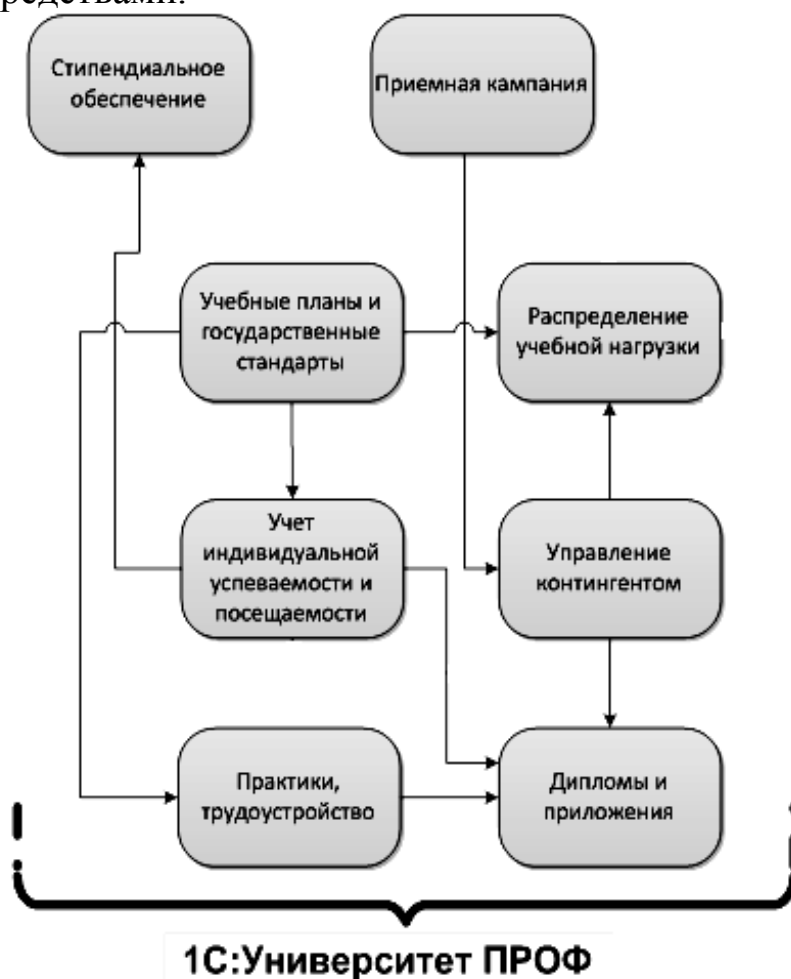 редствами.
Стипендиальное
обеспечение
Приемная кампания
Учебные планы и
государственные
стандарты
Распределение
учебной нагрузки
Учет
индивидуальной
успеваемости и
посещаемости
Управление
контингентом
Практики,
трудоустройство
Дипломы и
приложения
1С:Университет ПРОФ